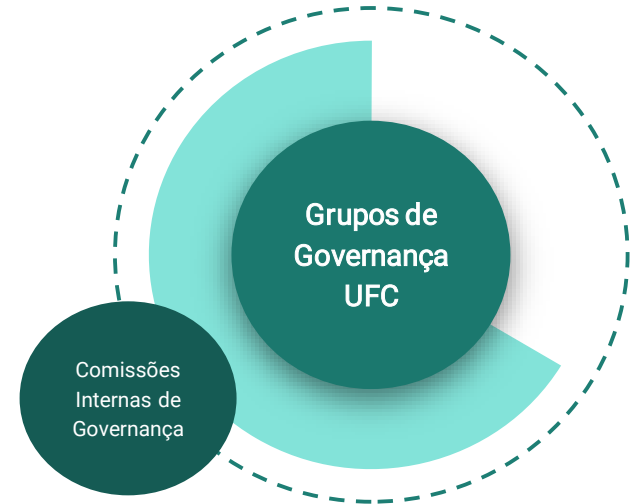 Grupos de
Governança
UFC
Comissões
Internas de
Governança